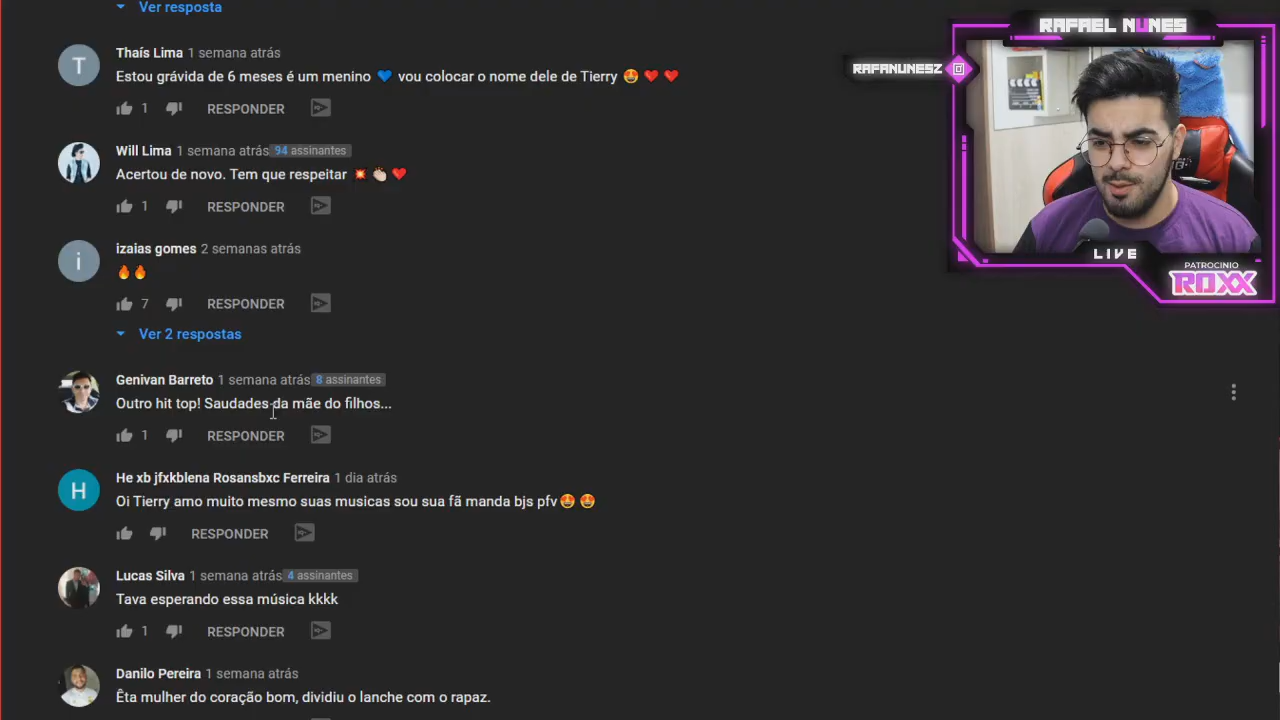 Ver resposta
T
Thaís Lima 1 semana atrás
Estou grávida de 6 meses é um menino 💙 vou colocar o nome dele de Tierry 🤩 ❤️ ❤️
1 RESPONDER
Will Lima 1 semana atrás 94 assinantes
Acertou de novo. Tem que respeitar 💥 👏🏻 ❤️
1 RESPONDER
i
izaias gomes 2 semanas atrás
🔥🔥
7 RESPONDER
Ver 2 respostas
Genivan Barreto 1 semana atrás 8 assinantes
Outro hit top! Saudades da mãe do filhos...
1 RESPONDER
H
He xb jfxkblena Rosansbxc Ferreira 1 dia atrás
Oi Tierry amo muito mesmo suas musicas sou sua fã manda bjs pfv🤩 🤩
RESPONDER
Lucas Silva 1 semana atrás 4 assinantes
Tava esperando essa música kkkk
1 RESPONDER
Danilo Pereira 1 semana atrás
Êta mulher do coração bom, dividiu o lanche com o rapaz.
RAFAEL NUNES
RAFANUNESZ
LIVE
PATROCINIO
ROXX